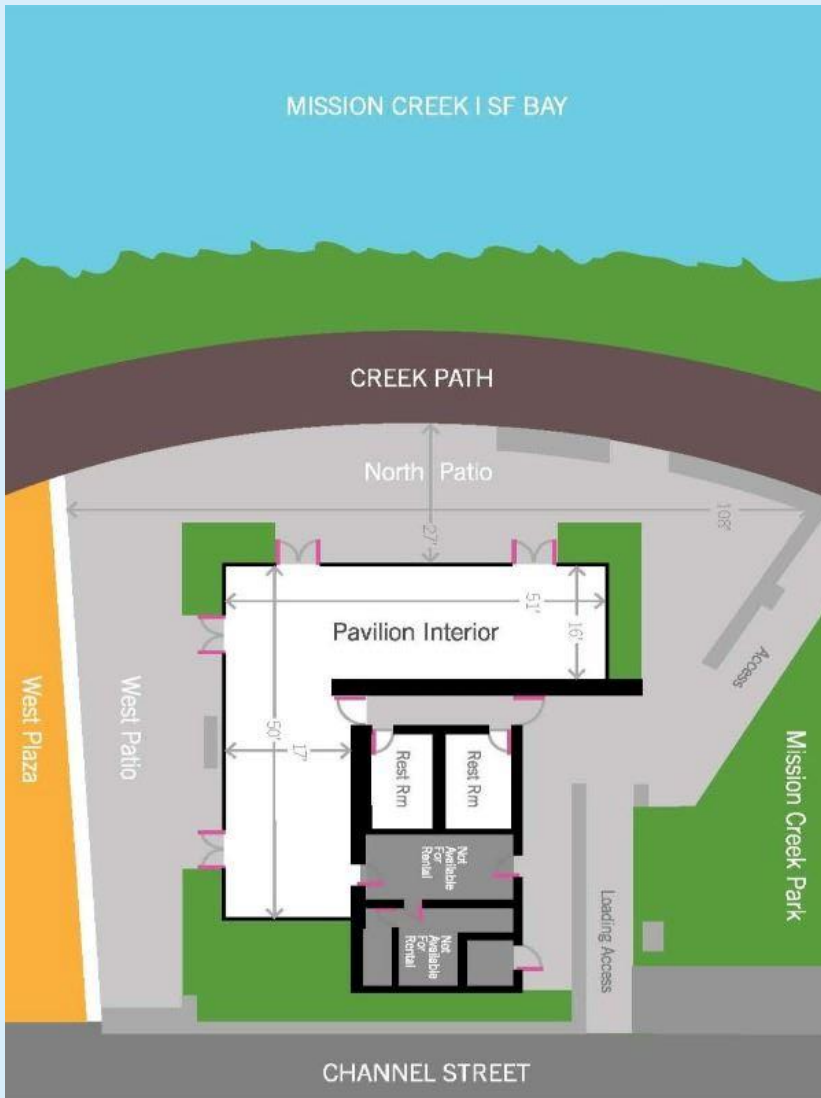 MISSION CREEK I SF BAY
CREEK PATH
North Patio
108'
27'
51'
16'
Pavilion Interior
Access
West Plaza
West Patio
50'
17'
Rest Rm
Rest Rm
Mission Creek Park
Not
Available
For
Rental
Not
Available
For
Rental
Loading Access
CHANNEL STREET